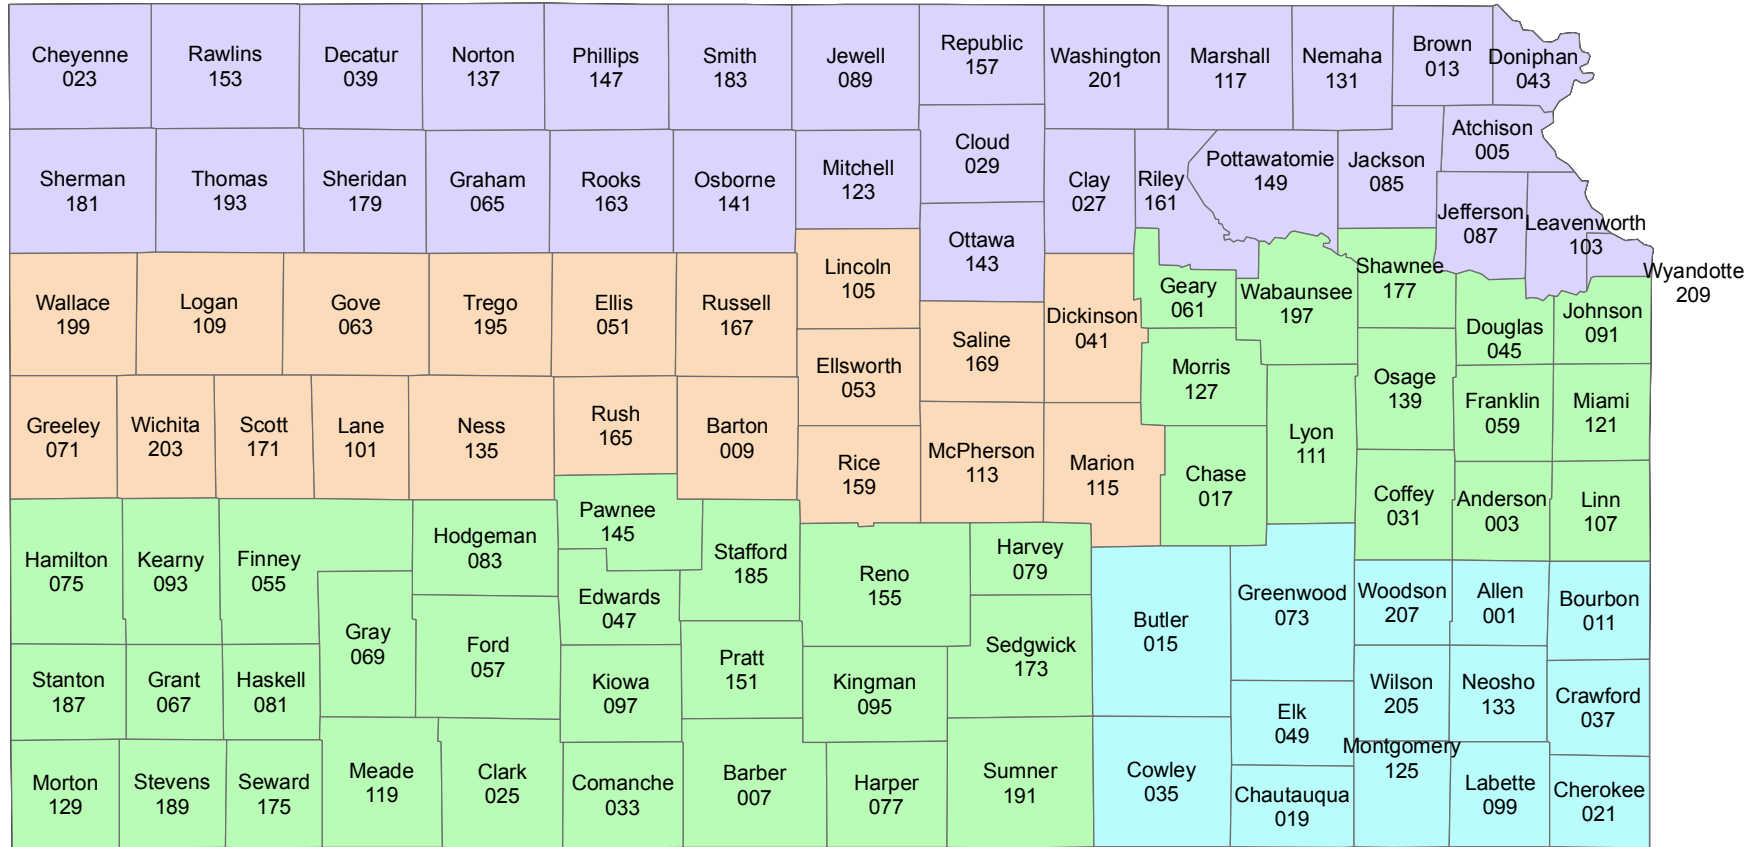 Cheyenne
023
Rawlins
153
Decatur
039
Norton
137
Phillips
147
Smith
183
Jewell
089
Republic
157
Washington
201
Marshall
117
Nemaha
131
Brown
013
Doniphan
043
Sherman
181
Thomas
193
Sheridan
179
Graham
065
Rooks
163
Osborne
141
Mitchell
123
Cloud
029
Clay
027
Riley
161
Pottawatomie
149
Jackson
085
Atchison
005
Jefferson
087
Leavenworth
103
Wyandotte
209
Ottawa
143
Wallace
199
Logan
109
Gove
063
Trego
195
Ellis
051
Russell
167
Lincoln
105
Saline
169
Dickinson
041
Geary
061
Wabaunsee
197
Shawnee
177
Douglas
045
Johnson
091
Ellsworth
053
Morris
127
Osage
139
Franklin
059
Miami
121
Greeley
071
Wichita
203
Scott
171
Lane
101
Ness
135
Rush
165
Barton
009
Rice
159
McPherson
113
Marion
115
Chase
017
Lyon
111
Coffey
031
Anderson
003
Linn
107
Hamilton
075
Kearny
093
Finney
055
Hodgeman
083
Pawnee
145
Stafford
185
Reno
155
Harvey
079
Edwards
047
Gray
069
Ford
057
Butler
015
Greenwood
073
Woodson
207
Allen
001
Bourbon
011
Stanton
187
Grant
067
Haskell
081
Kiowa
097
Pratt
151
Kingman
095
Sedgwick
173
Elk
049
Wilson
205
Neosho
133
Crawford
037
Morton
129
Stevens
189
Seward
175
Meade
119
Clark
025
Comanche
033
Barber
007
Harper
077
Sumner
191
Cowley
035
Chautauqua
019
Montgomery
125
Labette
099
Cherokee
021